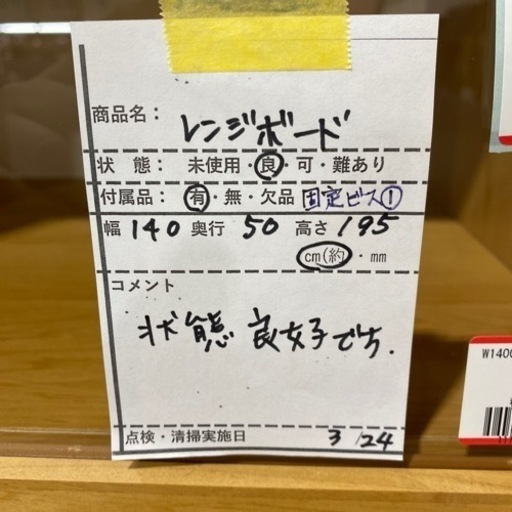 商品名： レンジボード
状態： 未使用・良・可・難あり
付属品： 有・無・欠品 固定ビス①
幅 140 奥行 50 高さ 195
cm(約)・mm
コメント
状態 良好です.
点検・清掃実施日 3/24
W1400